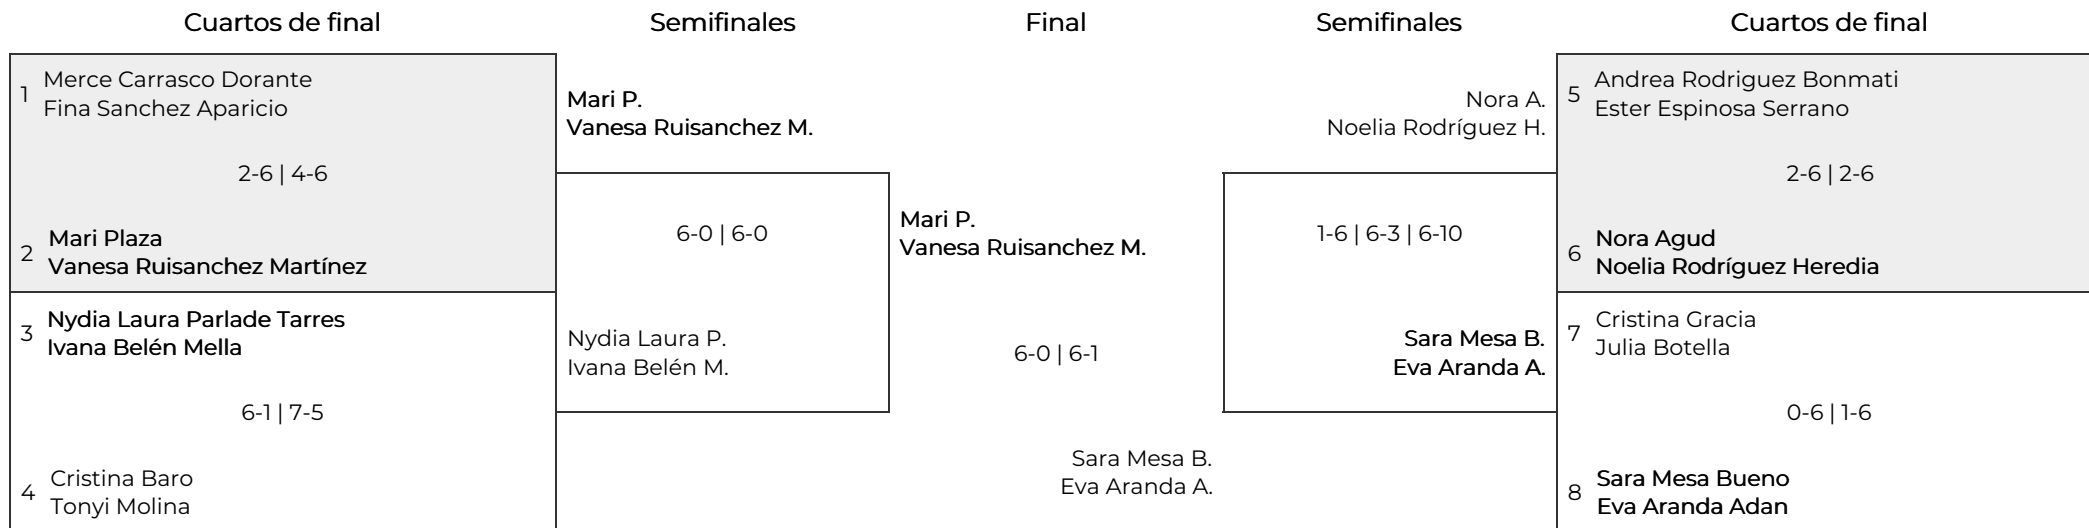 Cuartos de final
Semifinales
Final
Semifinales
Cuartos de final
1
Merce Carrasco Dorante
Fina Sanchez Aparicio
2-6 | 4-6
2
Mari Plaza
Vanesa Ruisanchez Martínez
3
Nydia Laura Parlade Tarres
Ivana Belén Mella
6-1 | 7-5
4
Cristina Baro
Tonyi Molina
Mari P.
Vanesa Ruisanchez M.
6-0 | 6-0
Nydia Laura P.
Ivana Belén M.
Mari P.
Vanesa Ruisanchez M.
6-0 | 6-1
Sara Mesa B.
Eva Aranda A.
Nora A.
Noelia Rodríguez H.
1-6 | 6-3 | 6-10
Sara Mesa B.
Eva Aranda A.
5
Andrea Rodriguez Bonmati
Ester Espinosa Serrano
2-6 | 2-6
6
Nora Agud
Noelia Rodríguez Heredia
7
Cristina Gracia
Julia Botella
0-6 | 1-6
8
Sara Mesa Bueno
Eva Aranda Adan